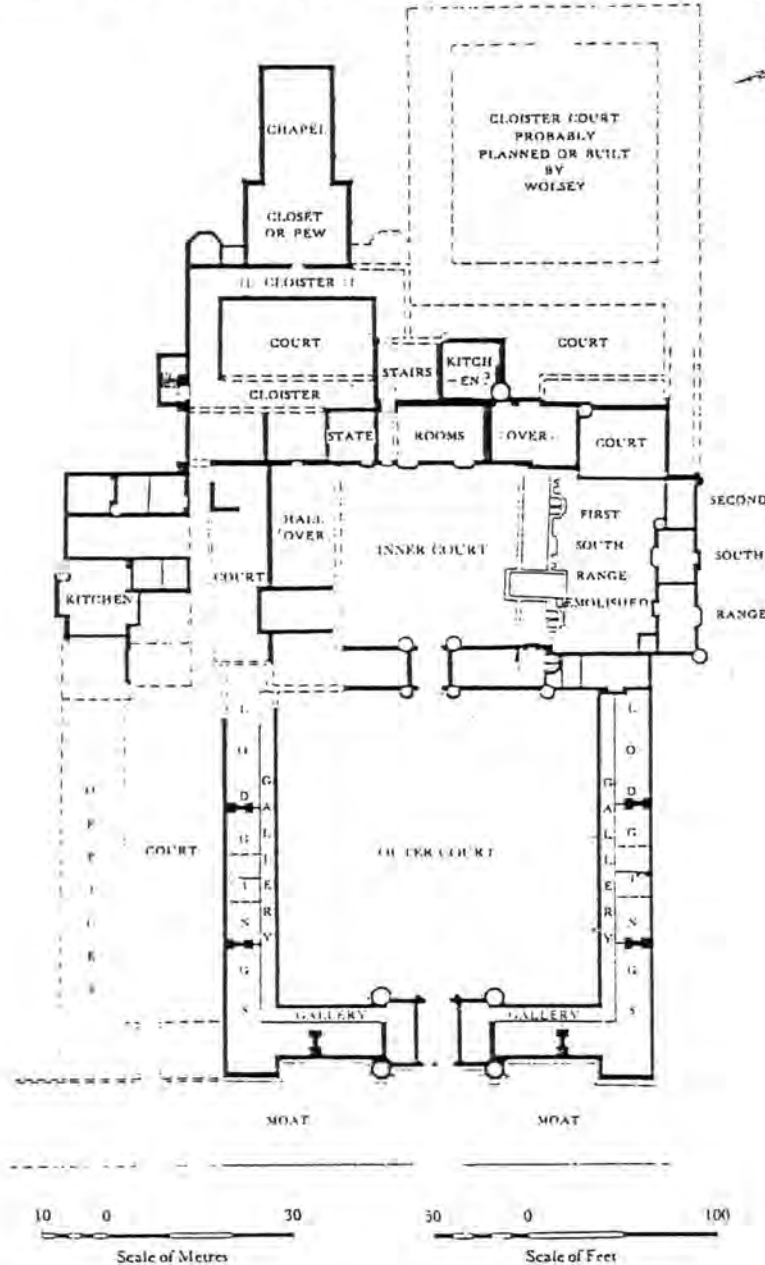 CHAPEL
CLOISTER COURT
PROBABLY
PLANNED OR BUILT
BY
WOLSEY
CLOSET
OR PEW
CLOISTER
COURT
STAIRS
KITCH
EN?
COURT
CLOISTER
STATE
ROOMS
OVER
COURT
HALL
OVER
INNER COURT
FIRST
SOUTH
RANGE
DEMOLISHED
SECOND
SOUTH
RANGE
COURT
KITCHEN
LODGINGS
GALLERY
OUTER COURT
GALLERY
LODGINGS
COURT
OFFICES
GALLERY
GALLERY
MOAT
MOAT
10 0 30
Scale of Metres
50 0 100
Scale of Feet